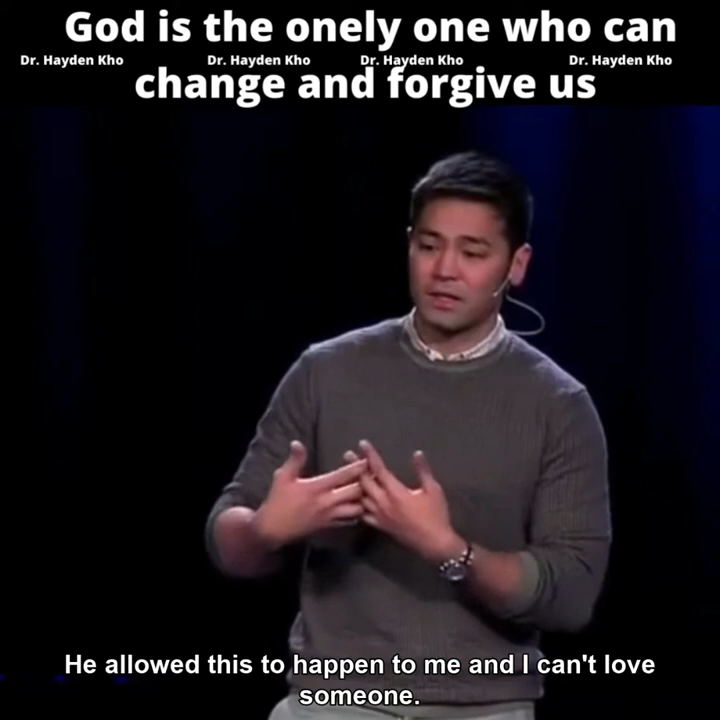 God is the onely one who can
Dr. Hayden Kho Dr. Hayden Kho Dr. Hayden Kho Dr. Hayden Kho
change and forgive us
He allowed this to happen to me and I can't love
someone.